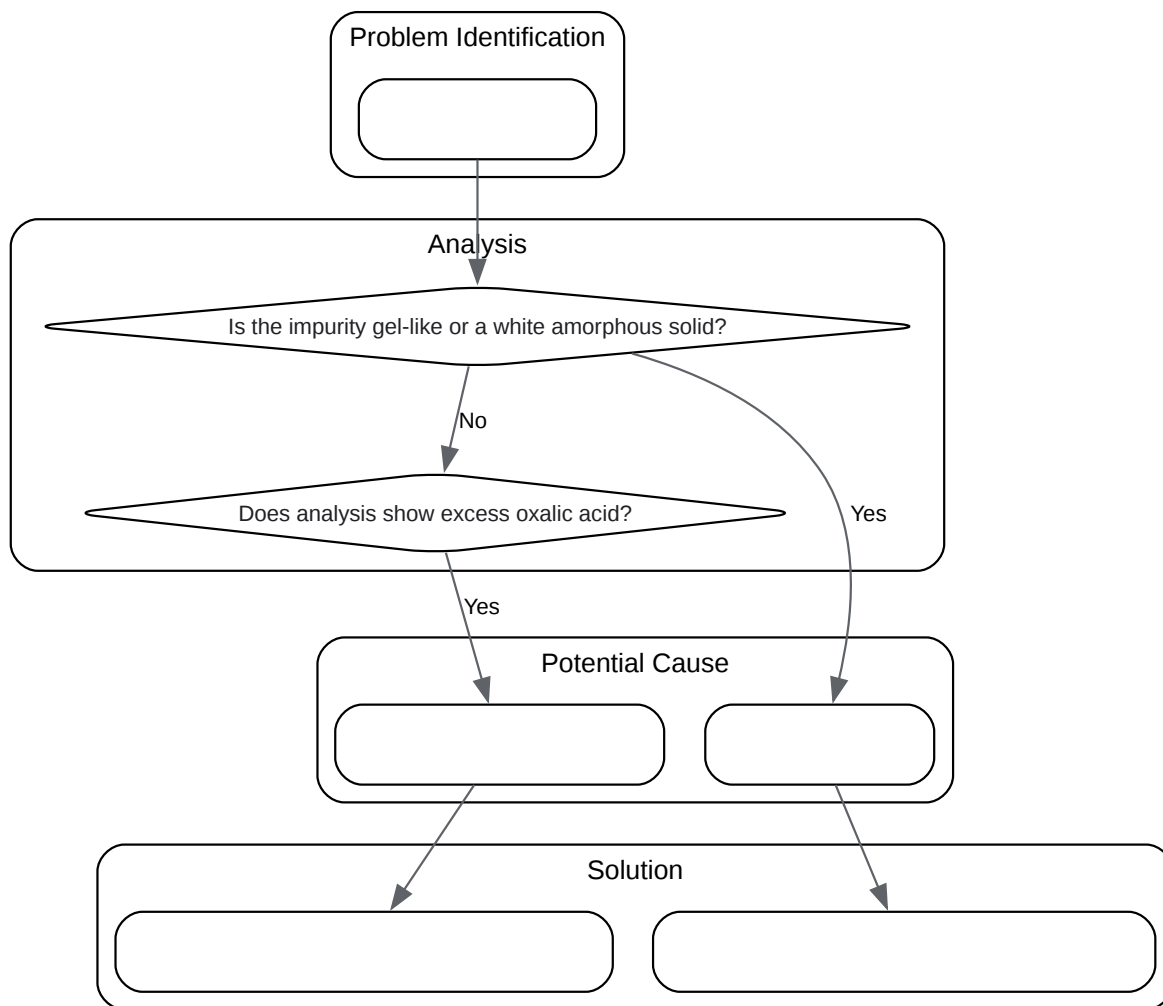 Problem Identification
Analysis
Is the impurity gel-like or a white amorphous solid?
No
Does analysis show excess oxalic acid?
Yes
Yes
Potential Cause
Solution